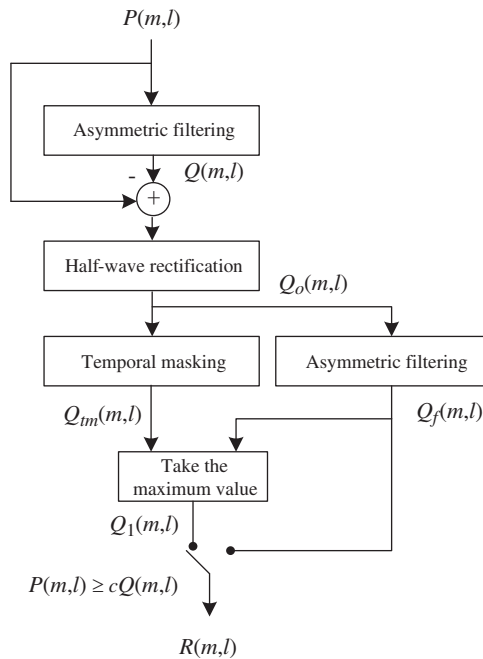 P(m,l)
Asymmetric filtering
-
Q(m,l)
+
Half-wave rectification
Qo(m,l)
Temporal masking
Asymmetric filtering
Qtm(m,l)
Qf(m,l)
Take the
maximum value
Q1(m,l)
P(m,l) ≥ cQ(m,l)
R(m,l)